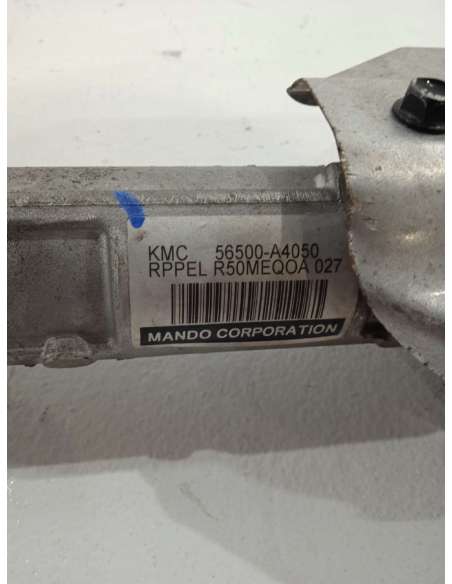 KMC 56500-A4050
RPPEL R50MEQOA 027
MANDO CORPORATION